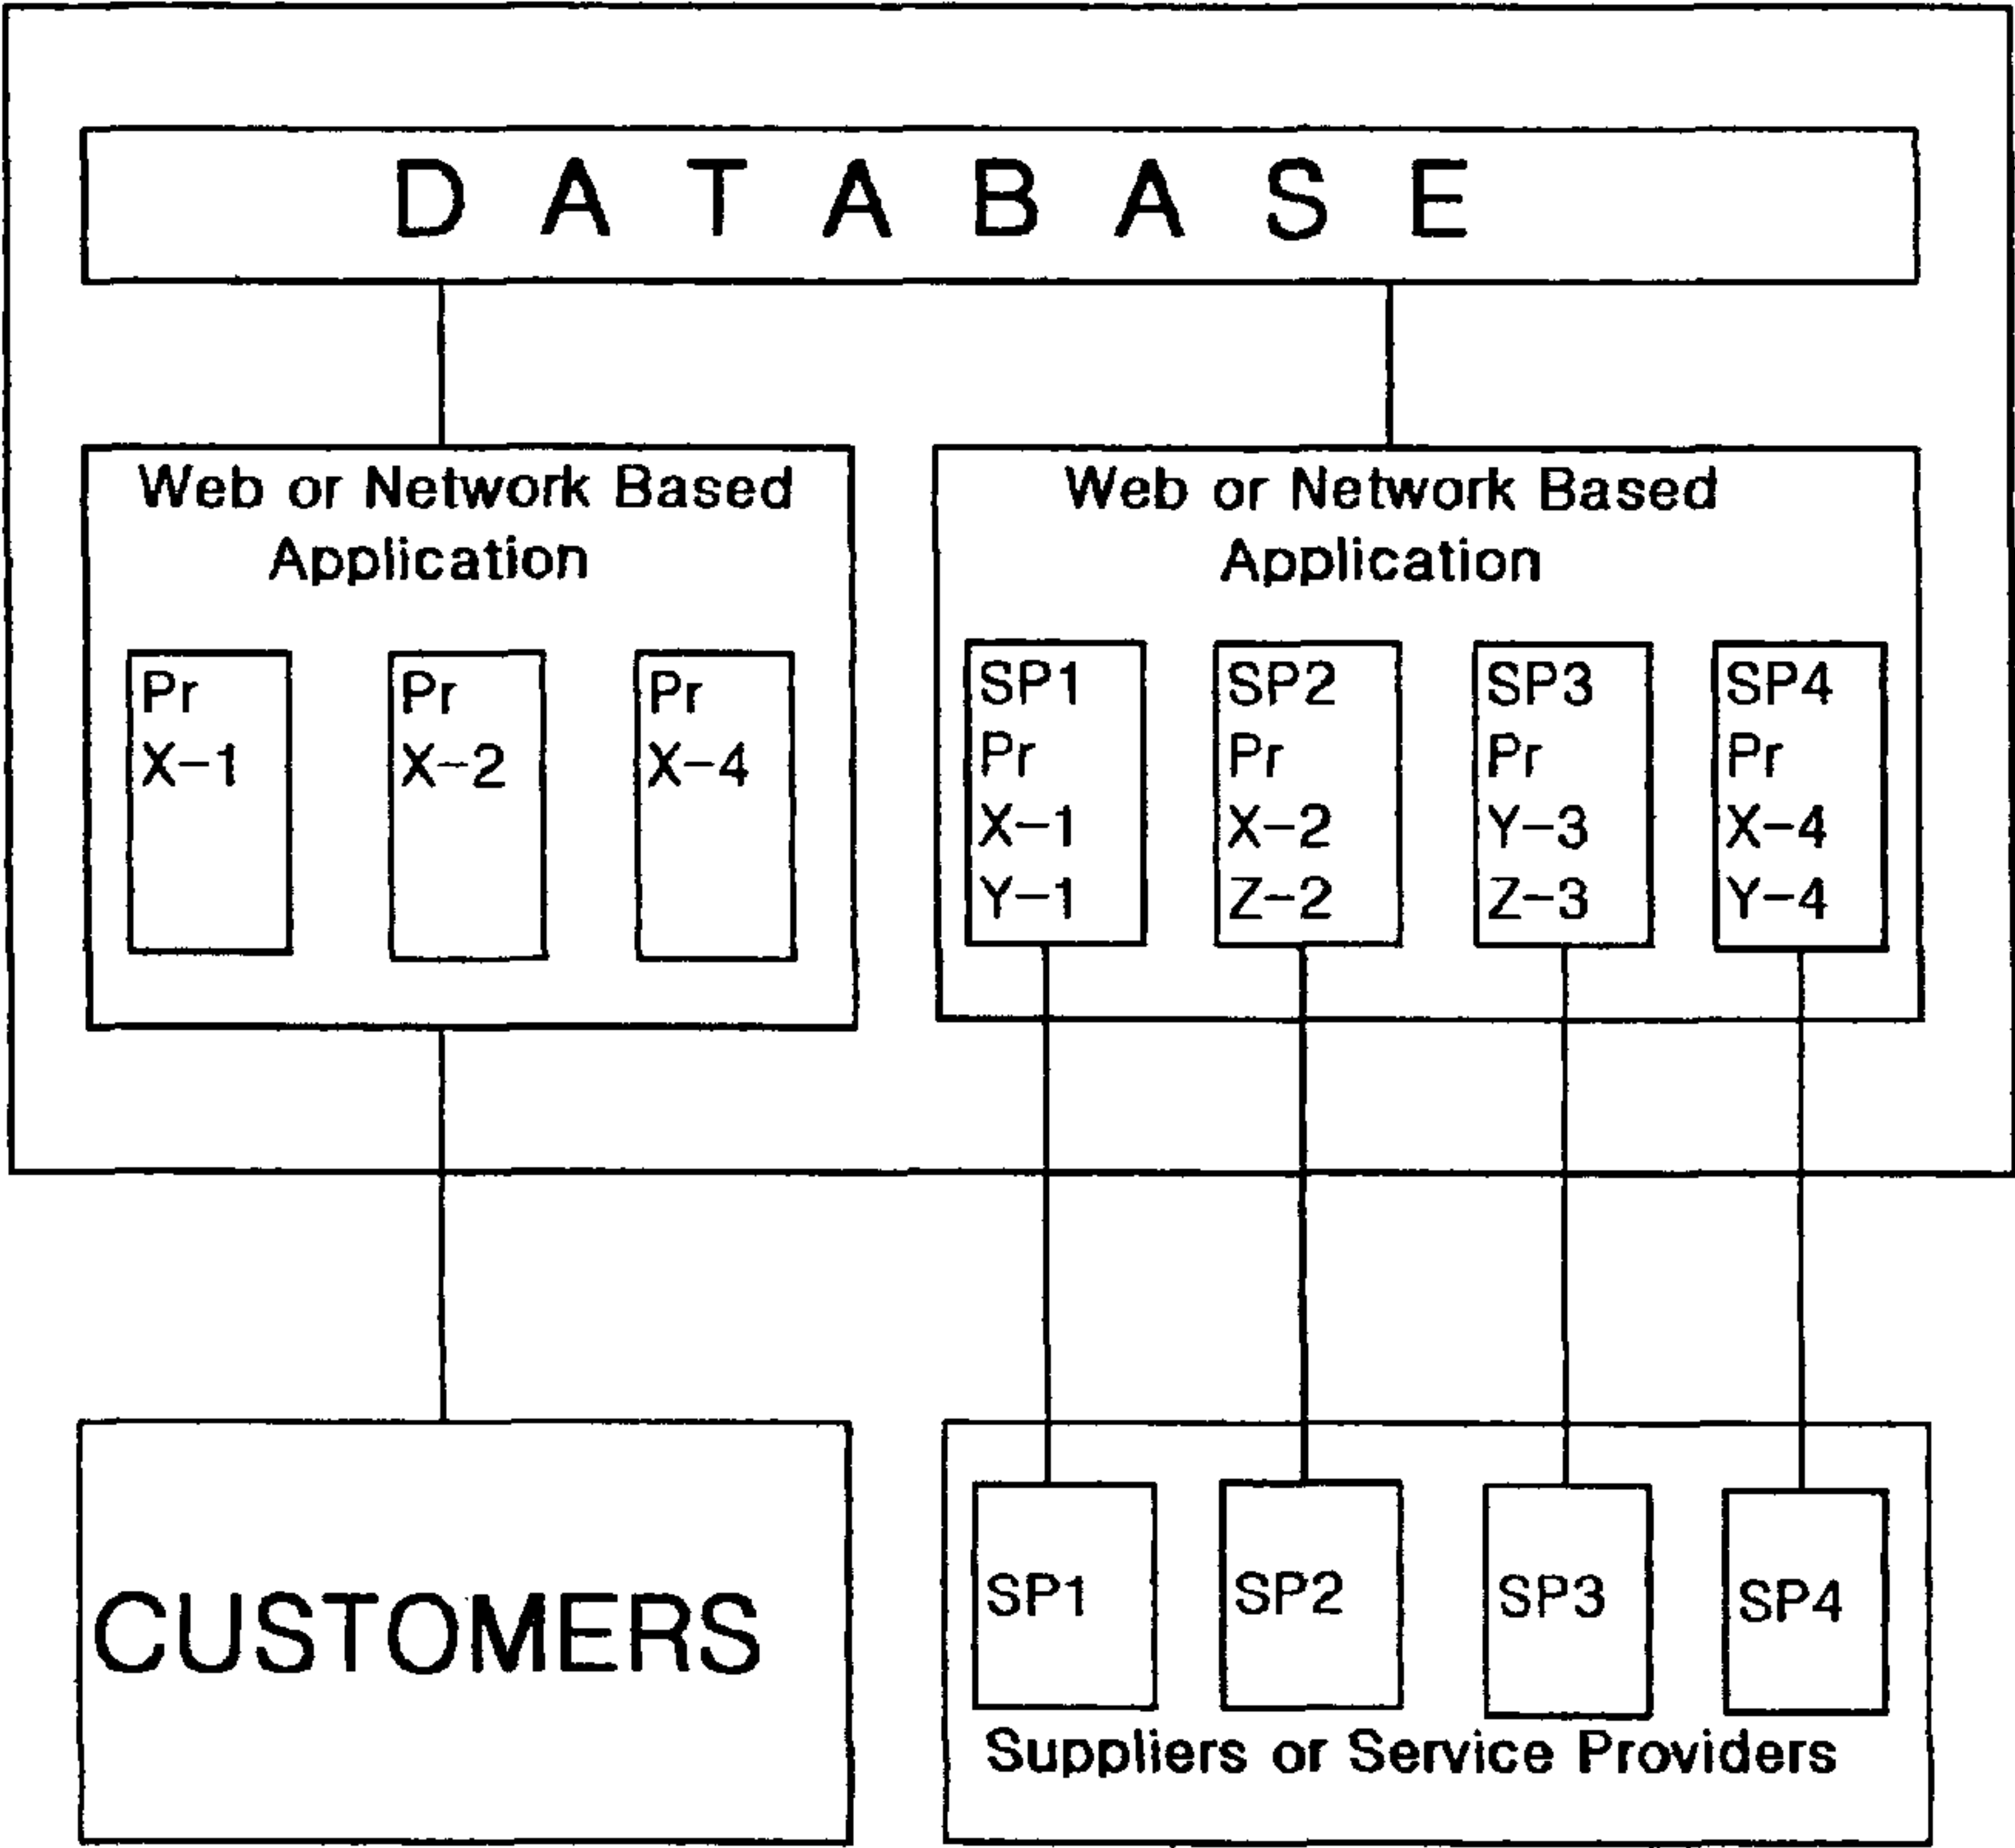 D A T A B A S E
Web or Network Based
Application
Pr
X-1
Pr
X-2
Pr
X-4
Web or Network Based
Application
SP1
Pr
X-1
Y-1
SP2
Pr
X-2
Z-2
SP3
Pr
Y-3
Z-3
SP4
Pr
X-4
Y-4
CUSTOMERS
SP1
SP2
SP3
SP4
Suppliers or Service Providers